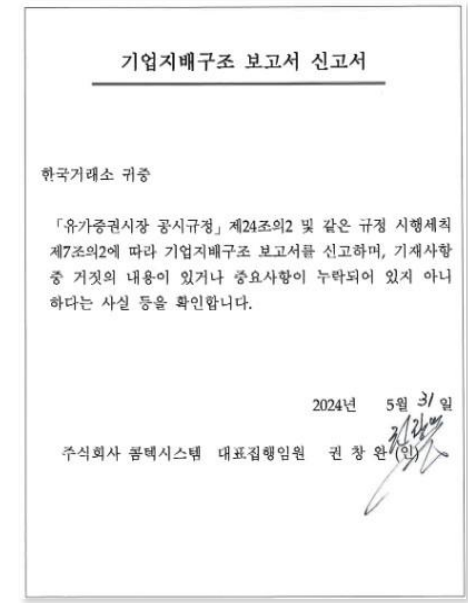 기업지배구조 보고서 신고서
한국거래소 귀중
「유가증권시장 공시규정」 제24조의2 및 같은 규정 시행세칙
제7조의2에 따라 기업지배구조 보고서를 신고하며, 기재사항
중 거짓의 내용이 있거나 중요사항이 누락되어 있지 아니
하다는 사실 등을 확인합니다.
2024년 5월 31 일
주식회사 콤텍시스템 대표집행임원 권 창 완 (인)